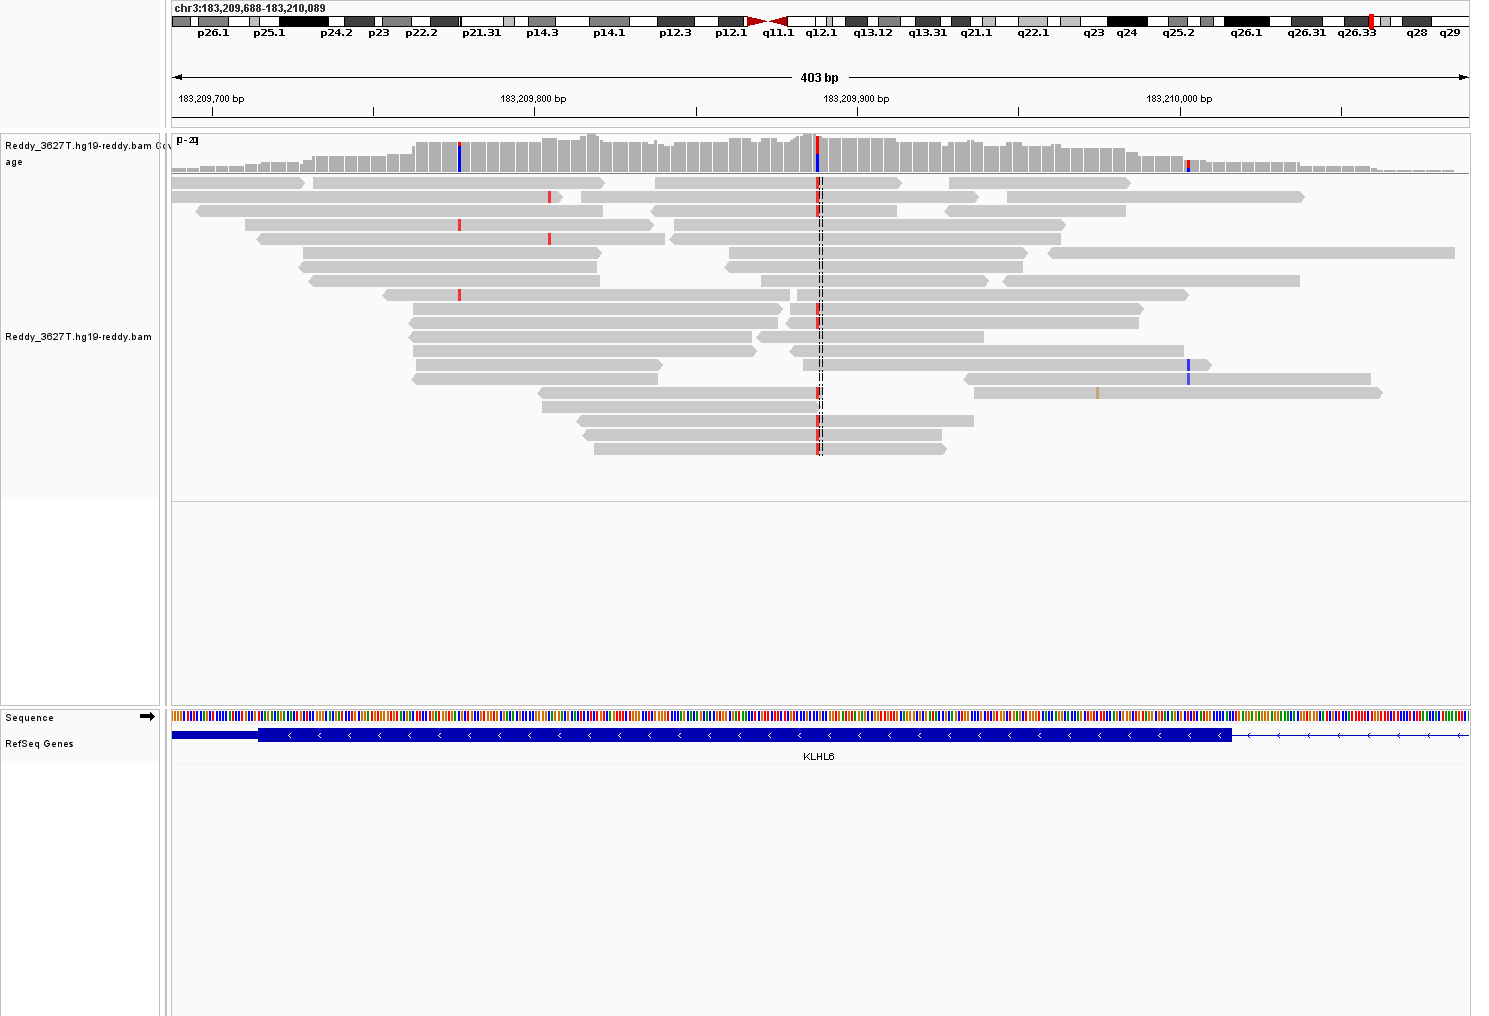 chr3:183,209,688-183,210,089
p26.1 p25.1 p24.2 p23 p22.2 p21.31 p14.3 p14.1 p12.3 p12.1 q11.1 q12.1 q13.12 q13.31 q21.1 q22.1 q23 q24 q25.2 q26.1 q26.31 q26.33 q28 q29
403 bp
183,209,700 bp 183,209,800 bp 183,209,900 bp 183,210,000 bp
Reddy_3627T.hg19-reddy.bam Cov
age
[0 - 20]
Reddy_3627T.hg19-reddy.bam
Sequence
RefSeq Genes
KLHL6